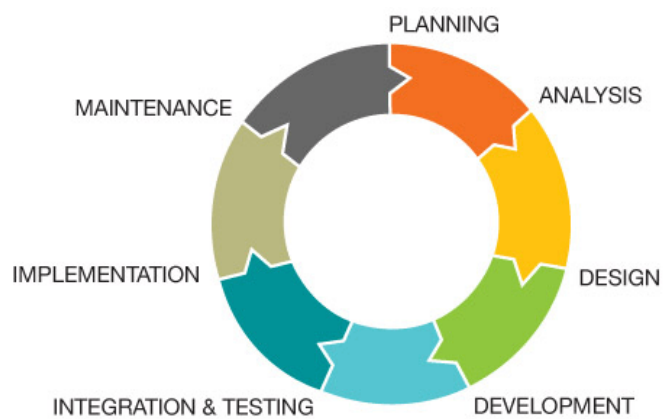 PLANNING
ANALYSIS
DESIGN
DEVELOPMENT
INTEGRATION & TESTING
IMPLEMENTATION
MAINTENANCE